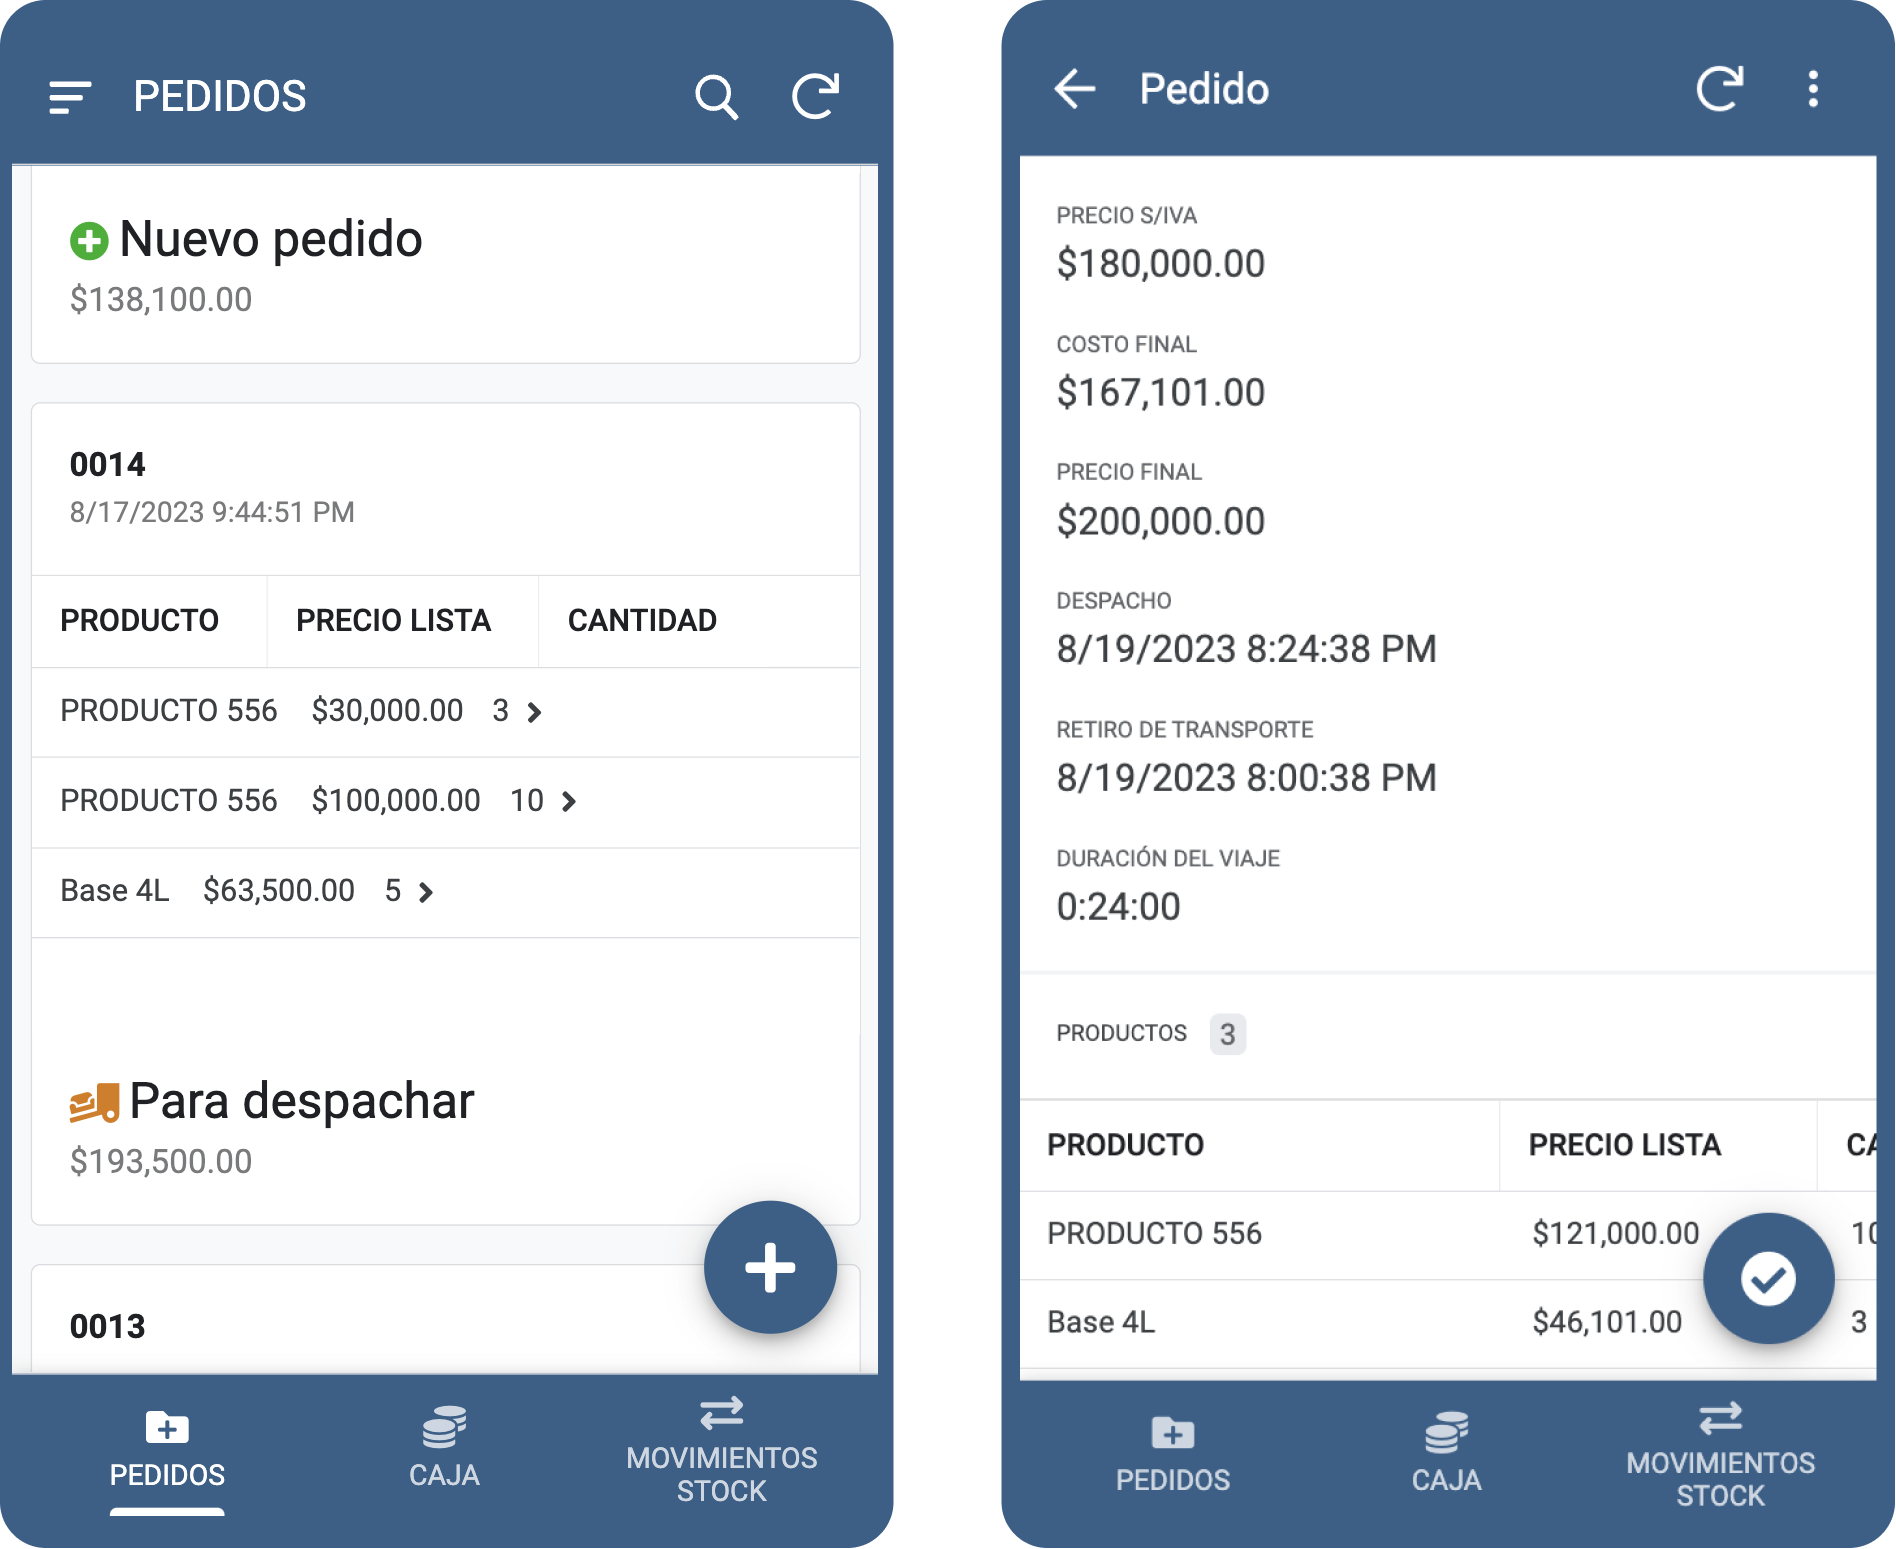 PEDIDOS
Nuevo pedido
$138,100.00
0014
8/17/2023 9:44:51 PM
PRODUCTO PRECIO LISTA CANTIDAD
PRODUCTO 556 $30,000.00 3
PRODUCTO 556 $100,000.00 10
Base 4L $63,500.00 5
Para despachar
$193,500.00
0013
PEDIDOS
CAJA
MOVIMIENTOS
STOCK
Pedido
PRECIO S/IVA
$180,000.00
COSTO FINAL
$167,101.00
PRECIO FINAL
$200,000.00
DESPACHO
8/19/2023 8:24:38 PM
RETIRO DE TRANSPORTE
8/19/2023 8:00:38 PM
DURACIÓN DEL VIAJE
0:24:00
PRODUCTOS 3
PRODUCTO PRECIO LISTA CA
PRODUCTO 556 $121,000.00 10
Base 4L $46,101.00 3
PEDIDOS
CAJA
MOVIMIENTOS
STOCK